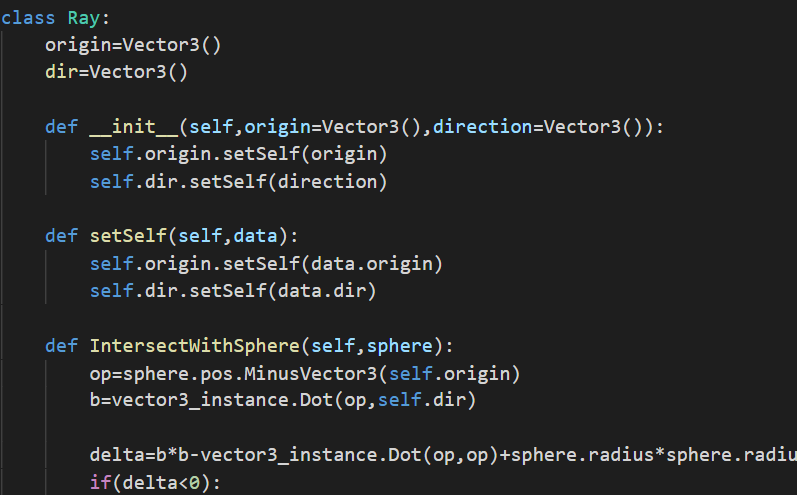 class Ray:
    origin=Vector3()
    dir=Vector3()
    def __init__(self,origin=Vector3(),direction=Vector3()):
        self.origin.setSelf(origin)
        self.dir.setSelf(direction)
    def setSelf(self,data):
        self.origin.setSelf(data.origin)
        self.dir.setSelf(data.dir)
    def IntersectWithSphere(self,sphere):
        op=sphere.pos.MinusVector3(self.origin)
        b=vector3_instance.Dot(op,self.dir)
        delta=b*b-vector3_instance.Dot(op,op)+sphere.radius*sphere.radiu
        if(delta<0):